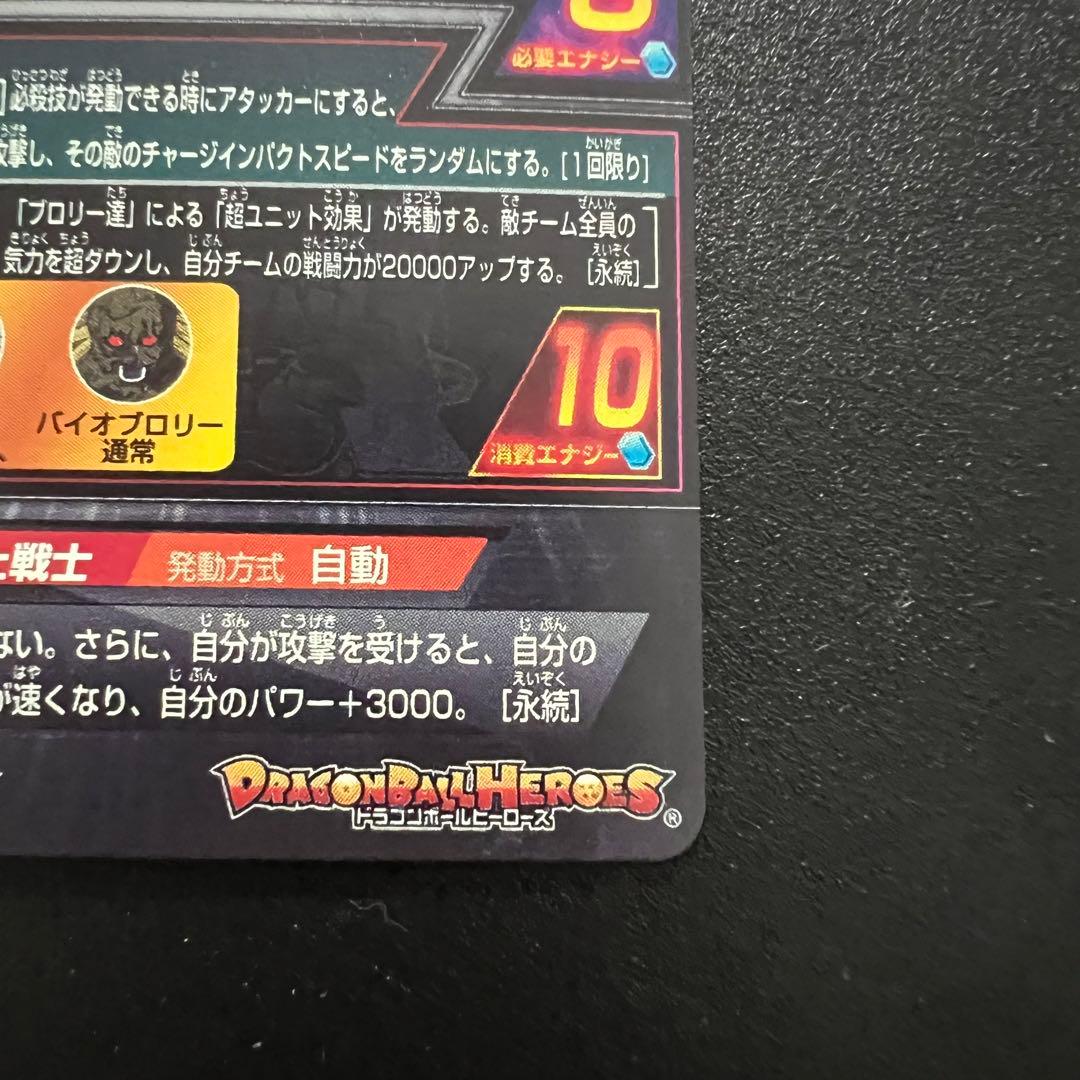 必要エナジー
]必殺技が発動できる時にアタッカーにすると、
攻撃し、その敵のチャージインパクトスピードをランダムにする。[1回限り]
「ブロリー達」による「超ユニット効果」が発動する。敵チーム全員の
気力を超ダウンし、自分チームの戦闘力が20000アップする。[永続]
10
バイオブロリー
通常
消費エナジー
戦士
発動方式 自動
ない。さらに、自分が攻撃を受けると、自分の
が速くなり、自分のパワー+3000。[永続]
DRAGONBALL HEROES
ドラゴンボールヒーローズ
®